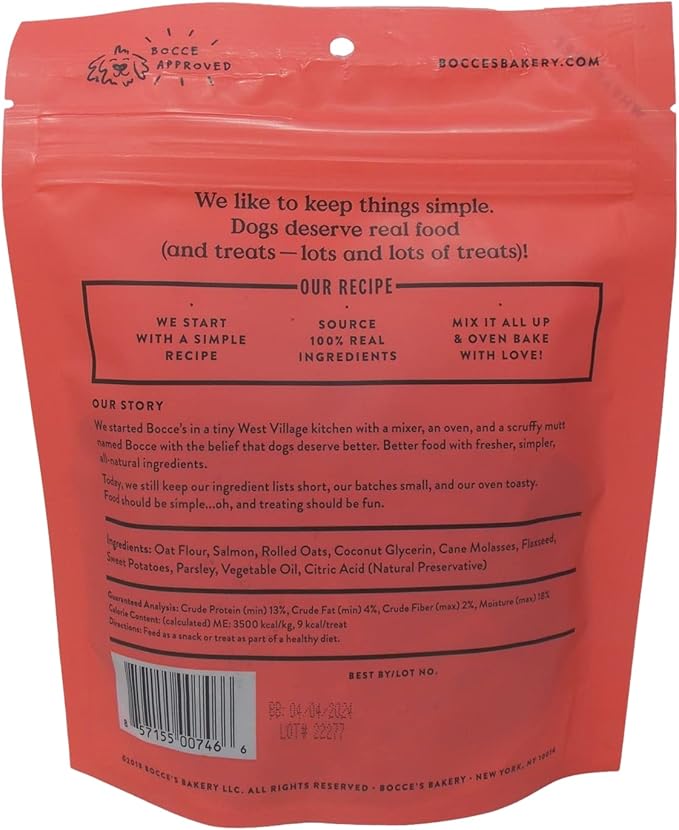 BOCCE
APPROVED
BOCCESBAKERY.COM
We like to keep things simple.
Dogs deserve real food
(and treats—lots and lots of treats)!
OUR RECIPE
WE START
WITH A SIMPLE
RECIPE
SOURCE
100% REAL
INGREDIENTS
MIX IT ALL UP
& OVEN BAKE
WITH LOVE!
OUR STORY
We started Bocce's in a tiny West Village kitchen with a mixer, an oven, and a scruffy mutt
named Bocce with the belief that dogs deserve better. Better food with fresher, simpler,
all-natural ingredients.
Today, we still keep our ingredient lists short, our batches small, and our oven toasty.
Food should be simple...oh, and treating should be fun.
Ingredients: Oat Flour, Salmon, Rolled Oats, Coconut Glycerin, Cane Molasses, Flaxseed,
Sweet Potatoes, Parsley, Vegetable Oil, Citric Acid (Natural Preservative)
Guaranteed Analysis: Crude Protein (min) 13%, Crude Fat (min) 4%, Crude Fiber (max) 2%, Moisture (max) 18%
Calorie Content: (calculated) ME: 3500 kcal/kg, 9 kcal/treat
Directions: Feed as a snack or treat as part of a healthy diet.
BEST BY/LOT NO.
BB: 04/04/2024
LOT# 22277
8 57155 00746 6
©2018 BOCCE'S BAKERY LLC. ALL RIGHTS RESERVED • BOCCE'S BAKERY • NEW YORK, NY 10014